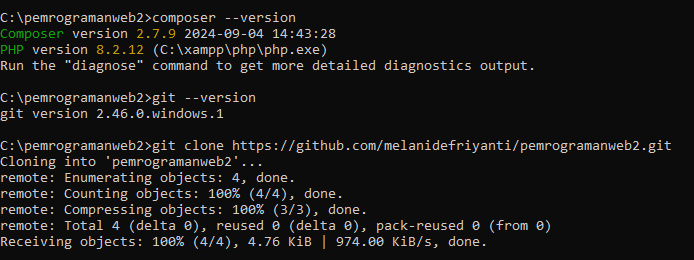 C:\pemrogramanweb2>composer --version
Composer version 2.7.9 2024-09-04 14:43:28
PHP version 8.2.12 (C:\xampp\php\php.exe)
Run the "diagnose" command to get more detailed diagnostics output.
C:\pemrogramanweb2>git --version
git version 2.46.0.windows.1
C:\pemrogramanweb2>git clone https://github.com/melanidefriyanti/pemrogramanweb2.git
Cloning into 'pemrogramanweb2'...
remote: Enumerating objects: 4, done.
remote: Counting objects: 100% (4/4), done.
remote: Compressing objects: 100% (3/3), done.
remote: Total 4 (delta 0), reused 0 (delta 0), pack-reused 0 (from 0)
Receiving objects: 100% (4/4), 4.76 KiB | 974.00 KiB/s, done.